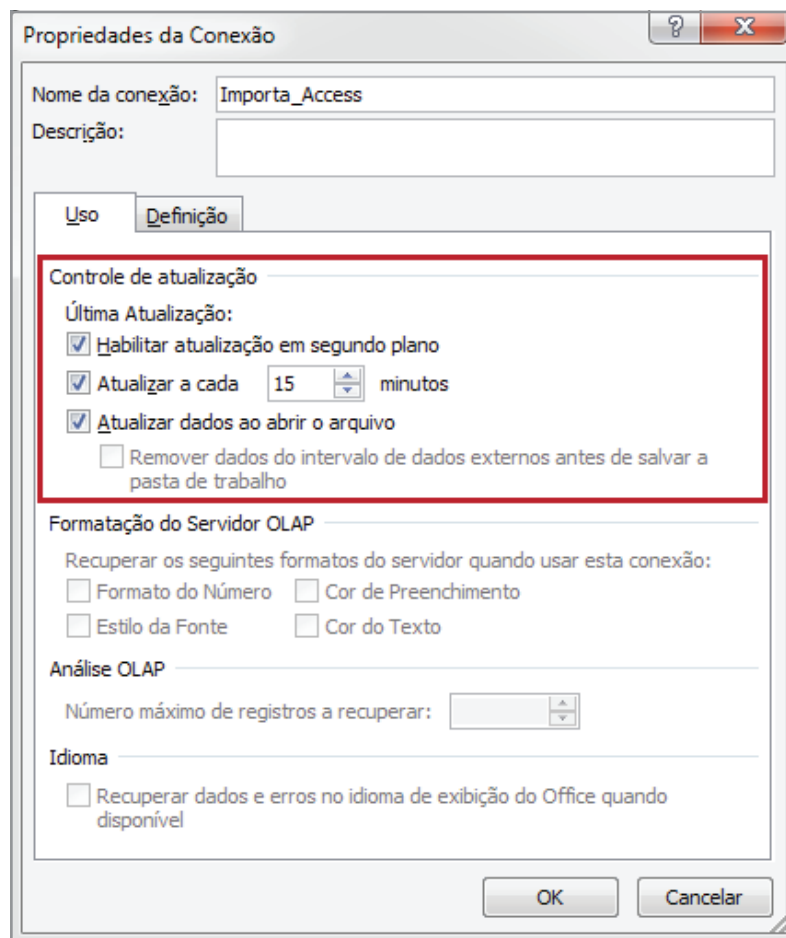 Propriedades da Conexão
Nome da conexão: Importa_Access
Descrição:
Uso Definição
Controle de atualização
Última Atualização:
Habilitar atualização em segundo plano
Atualizar a cada 15 minutos
Atualizar dados ao abrir o arquivo
Remover dados do intervalo de dados externos antes de salvar a
pasta de trabalho
Formatação do Servidor OLAP
Recuperar os seguintes formatos do servidor quando usar esta conexão:
Formato do Número Cor de Preenchimento
Estilo da Fonte Cor do Texto
Análise OLAP
Número máximo de registros a recuperar:
Idioma
Recuperar dados e erros no idioma de exibição do Office quando
disponível
OK Cancelar